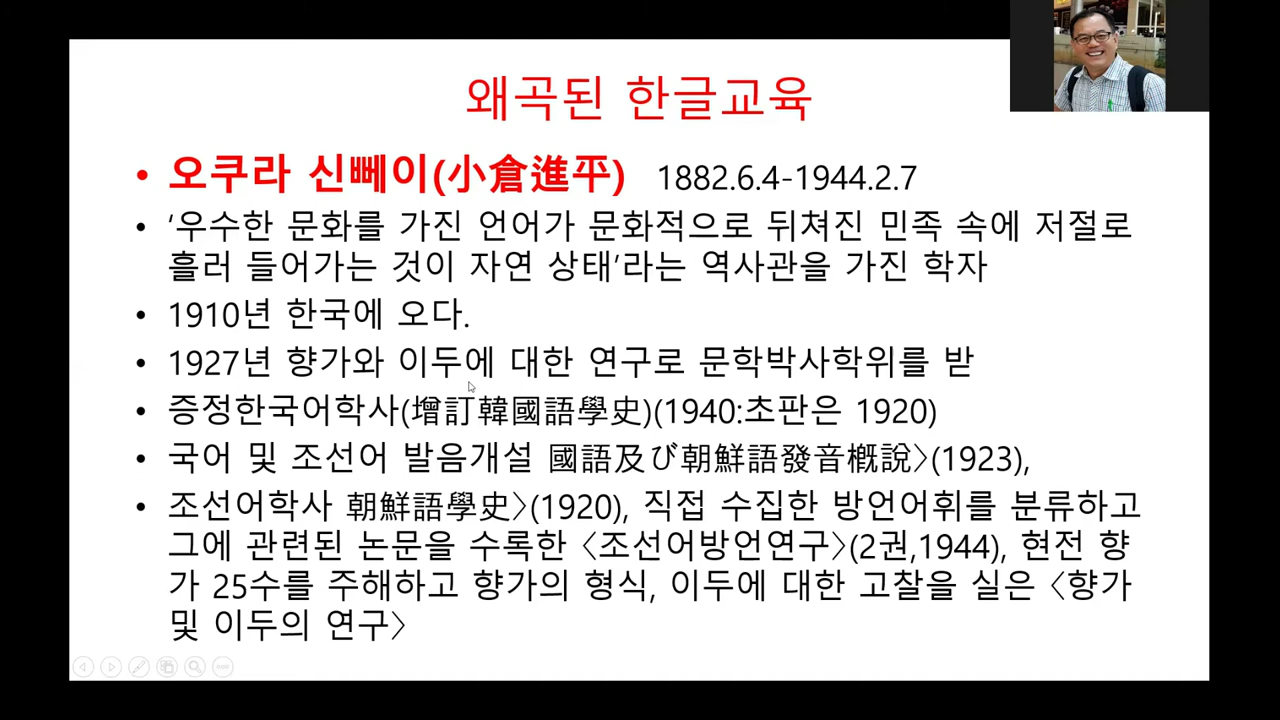 왜곡된 한글교육
• 오쿠라 신뻬이(小倉進平) 1882.6.4-1944.2.7
• ‘우수한 문화를 가진 언어가 문화적으로 뒤쳐진 민족 속에 저절로
흘러 들어가는 것이 자연 상태’라는 역사관을 가진 학자
• 1910년 한국에 오다.
• 1927년 향가와 이두에 대한 연구로 문학박사학위를 받
• 증정한국어학사(增訂韓國語學史)(1940:초판은 1920)
• 국어 및 조선어 발음개설 國語及び朝鮮語發音槪說〉(1923),
• 조선어학사 朝鮮語學史〉(1920), 직접 수집한 방언어휘를 분류하고
그에 관련된 논문을 수록한 〈조선어방언연구〉(2권,1944), 현전 향
가 25수를 주해하고 향가의 형식, 이두에 대한 고찰을 실은 〈향가
및 이두의 연구〉